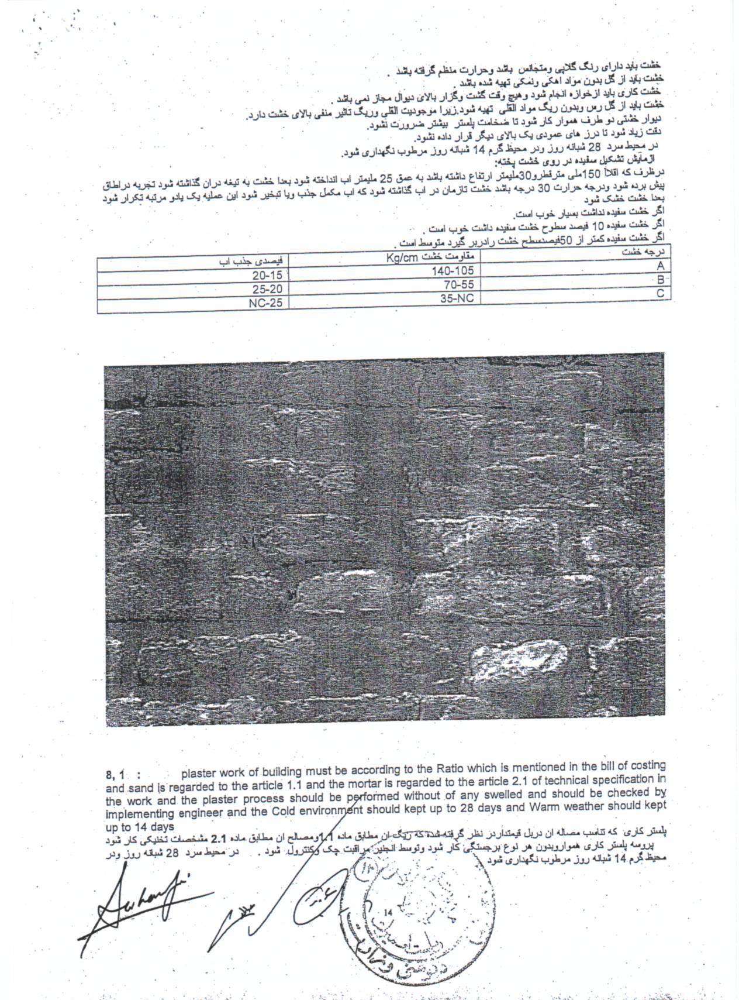 خشت باید دارای رنگ گلابی ومتجانس باشد وحرارت منظم گرفته باشد .
خشت باید از گل بدون مواد اهکی ونمکی تهیه شده باشد .
خشت کاری باید ازخوازه انجام شود وهیچ وقت گشت وگزار بالای دیوال مجاز نمی باشد .
خشت باید از گل رس وبدون ریگ مواد القلی تهیه شود.زیرا موجودیت القلی وریگ تاثیر منفی بالای خشت دارد.
دیوار خشتی دو طرف هموار کار شود تا ضخامت پلستر بیشتر ضرورت نشود.
دقت زیاد شود تا درز های عمودی یک بالای دیگر قرار داده نشود.
در محیط سرد 28 شبانه روز ودر محیط گرم 14 شبانه روز مرطوب نگهداری شود.
ازمایش تشکیل سفیده در روی خشت پخته:
درظرف که اقلاً 150ملی مترقطرو30ملیمتر ارتفاع داشته باشد به عمق 25 ملیمتر اب انداخته شود بعدا خشت به تیغه دران گذاشته شود تجربه دراطاق
پیش برده شود ودرجه حرارت 30 درجه باشد خشت تازمان در اب گذاشته شود که اب مکمل جذب ویا تبخیر شود این عملیه یک یادو مرتبه تکرار شود
بعدا خشت خشک شود
اگر خشت سفیده نداشت بسیار خوب است.
اگر خشت سفیده 10 فیصد سطوح خشت سفیده داشت خوب است .
اگر خشت سفیده کمتر از 50فیصدسطح خشت رادربر گیرد متوسط است .
درجه خشت مقاومت خشت Kg/cm فیصدی جذب اب
A 140-105 20-15
B 70-55 25-20
C 35-NC NC-25
8, 1 : plaster work of building must be according to the Ratio which is mentioned in the bill of costing
and sand is regarded to the article 1.1 and the mortar is regarded to the article 2.1 of technical specification in
the work and the plaster process should be performed without of any swelled and should be checked by
implementing engineer and the Cold environment should kept up to 28 days and Warm weather should kept
up to 14 days
پلستر کاری که تناسب مصاله ان دربل قیمتداردر نظر گرفته شده که ریگ ان مطابق ماده 1.1ومصالح ان مطابق ماده 2.1 مشخصات تخنیکی کار شود
پروسه پلستر کاری همواروبدون هر نوع برجستگی کار شود وتوسط انجنیر مراقبت چک وکنترول شود . در محیط سرد 28 شبانه روز ودر
محیط گرم 14 شبانه روز مرطوب نگهداری شود
14